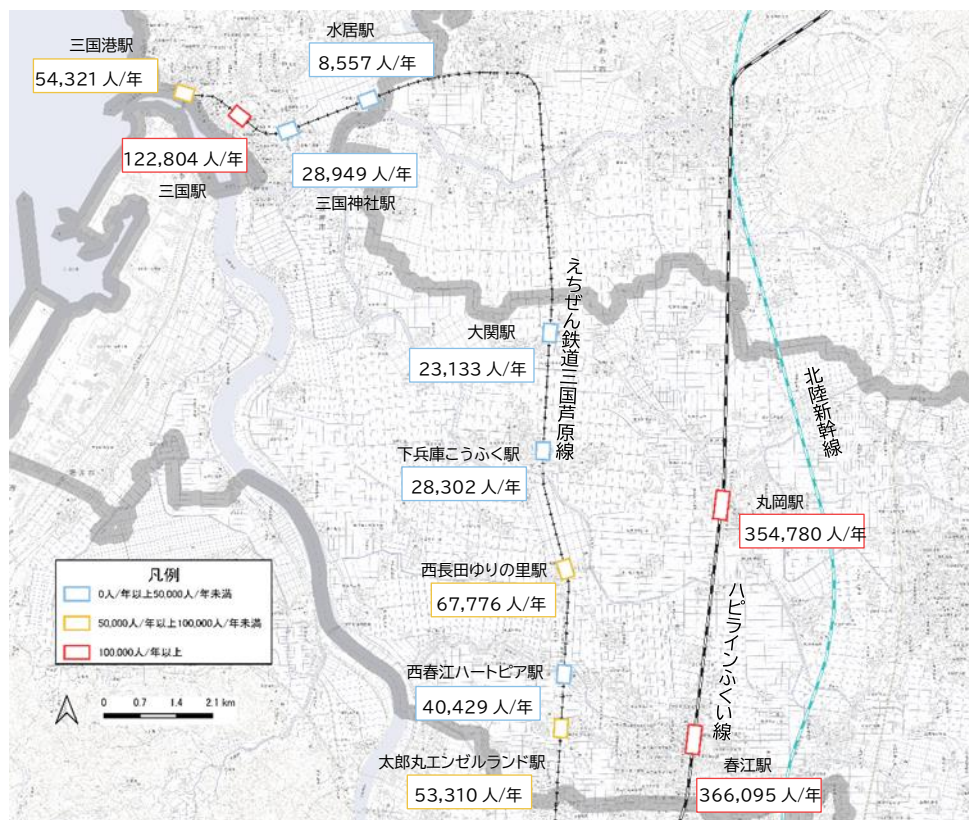 水居駅
8,557 人/年
三国港駅
54,321 人/年
122,804 人/年
三国駅
28,949 人/年
三国神社駅
えちぜん鉄道三国芦原線
大関駅
23,133 人/年
北陸新幹線
下兵庫こうふく駅
28,302 人/年
丸岡駅
354,780 人/年
西長田ゆりの里駅
67,776 人/年
ハピラインふくい線
西春江ハートピア駅
40,429 人/年
太郎丸エンゼルランド駅
53,310 人/年
春江駅
366,095 人/年
凡例
0人/年以上50,000人/年未満
50,000人/年以上100,000人/年未満
100,000人/年以上
0 0.7 1.4 2.1 km